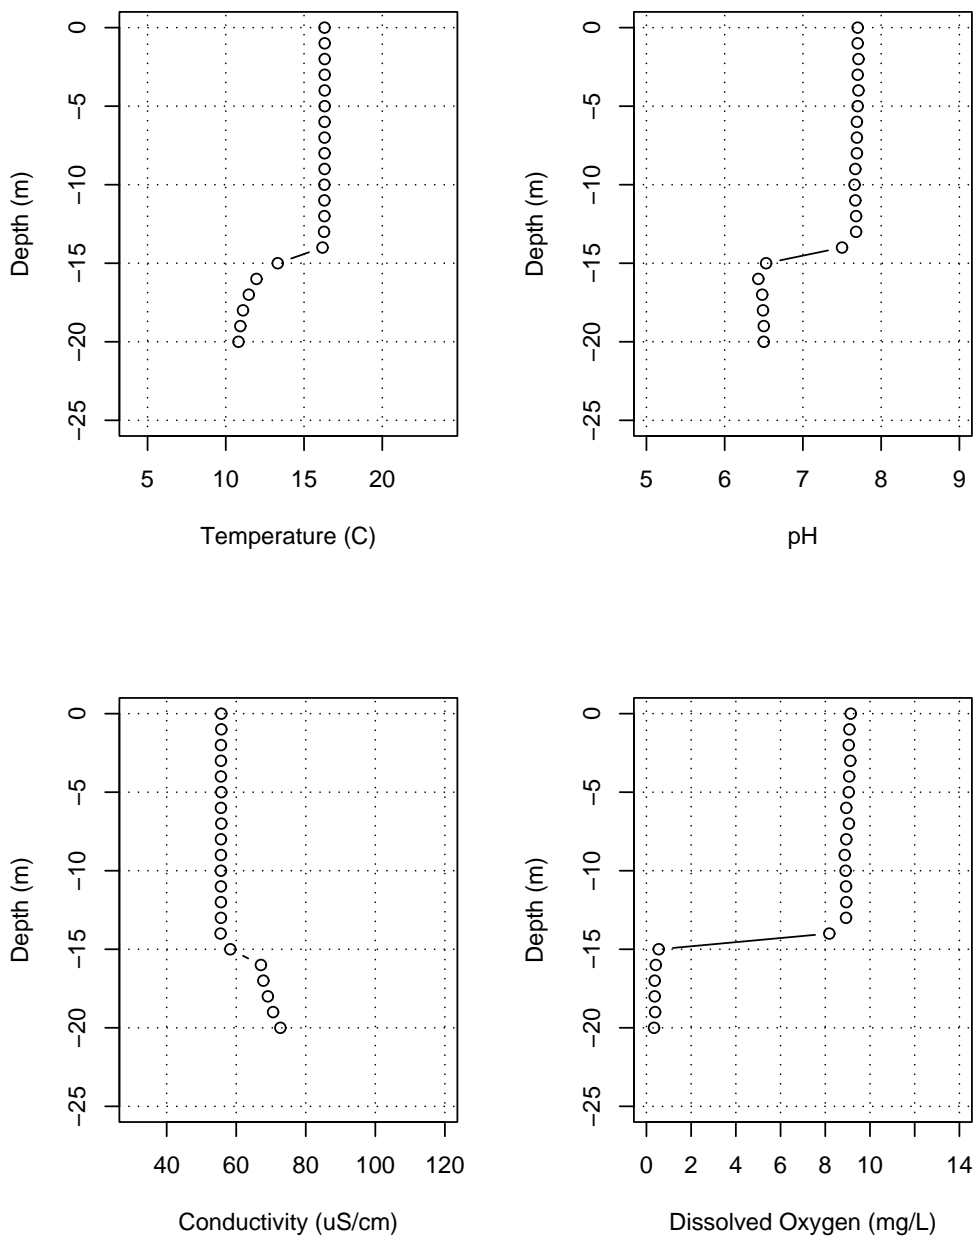 0
−5
−10
−15
−20
−25
Depth (m)
5 10 15 20
Temperature (C)
0
−5
−10
−15
−20
−25
Depth (m)
5 6 7 8 9
pH
0
−5
−10
−15
−20
−25
Depth (m)
40 60 80 100 120
Conductivity (uS/cm)
0
−5
−10
−15
−20
−25
Depth (m)
0 2 4 6 8 10 14
Dissolved Oxygen (mg/L)